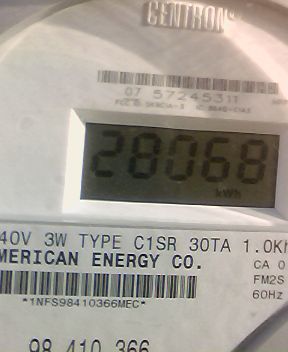 CENTRON®
07 57245311
28068
kWh
40V 3W TYPE C1SR 30TA 1.0Kh
MERICAN ENERGY CO.
CA 0
FM2S
60Hz
*1NFS98410366MEC*
98 410 366